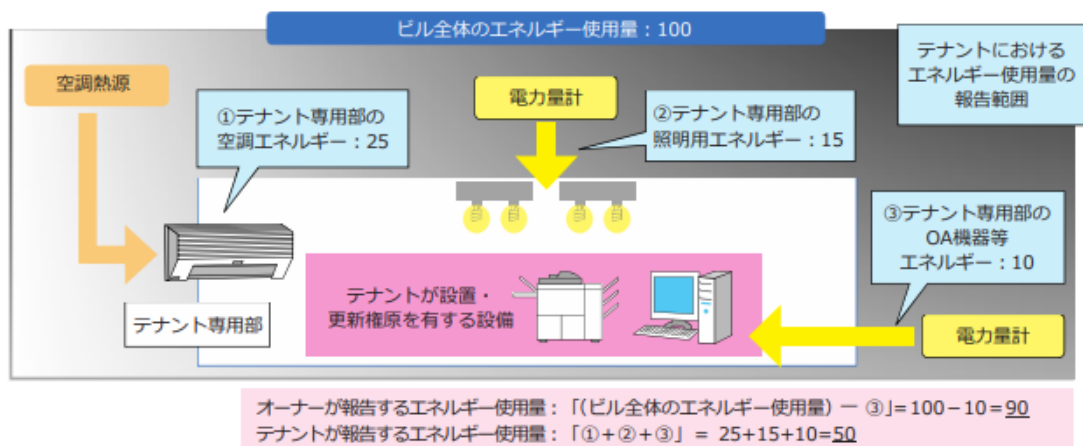 ビル全体のエネルギー使用量：100
テナントにおける
エネルギー使用量の
報告範囲
空調熱源
①テナント専用部の
空調エネルギー：25
電力量計
②テナント専用部の
照明用エネルギー：15
③テナント専用部の
OA機器等
エネルギー：10
テナントが設置・
更新権原を有する設備
テナント専用部
電力量計
オーナーが報告するエネルギー使用量：「(ビル全体のエネルギー使用量) － ③」＝100－10＝90
テナントが報告するエネルギー使用量：「①＋②＋③」 ＝ 25+15+10=50